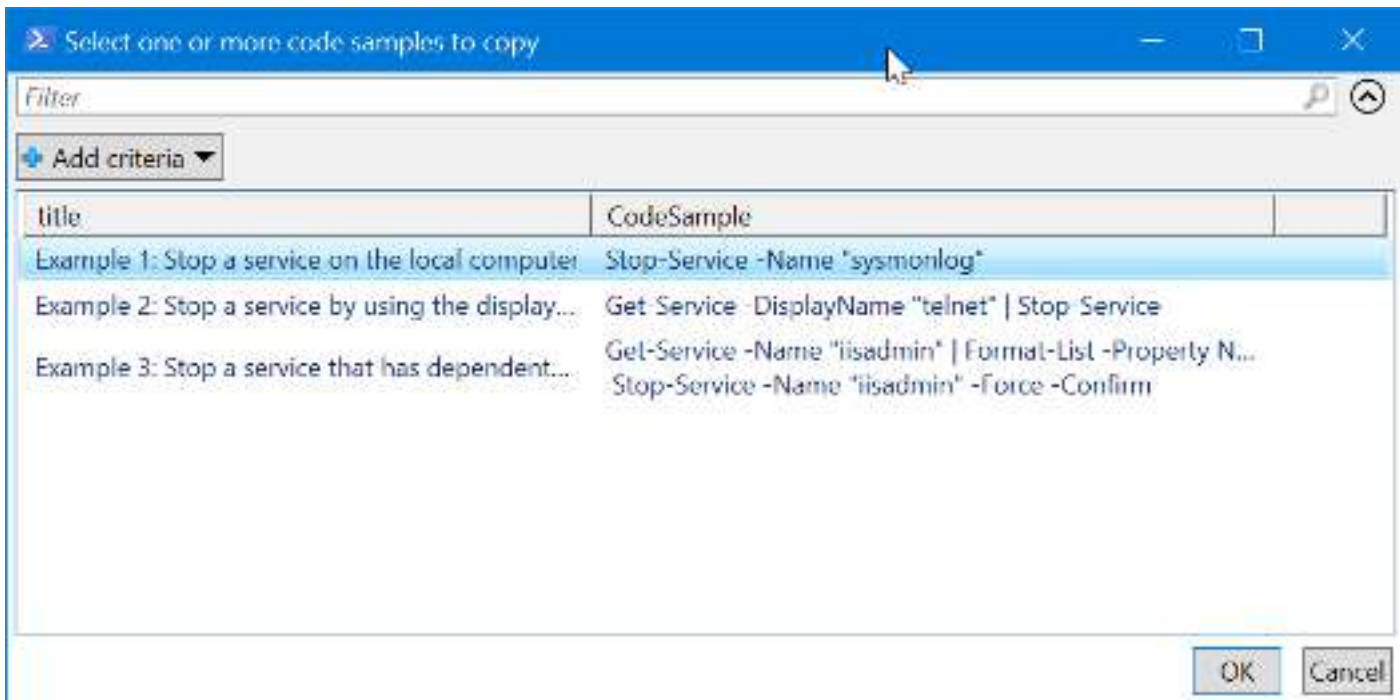 Select one or more code samples to copy
Filter
Add criteria
title CodeSample
Example 1: Stop a service on the local computer Stop-Service -Name "sysmonlog"
Example 2: Stop a service by using the display... Get-Service -DisplayName "telnet" | Stop-Service
Example 3: Stop a service that has dependent... Get-Service -Name "iisadmin" | Format-List -Property N...
Stop-Service -Name "iisadmin" -Force -Confirm
OK Cancel